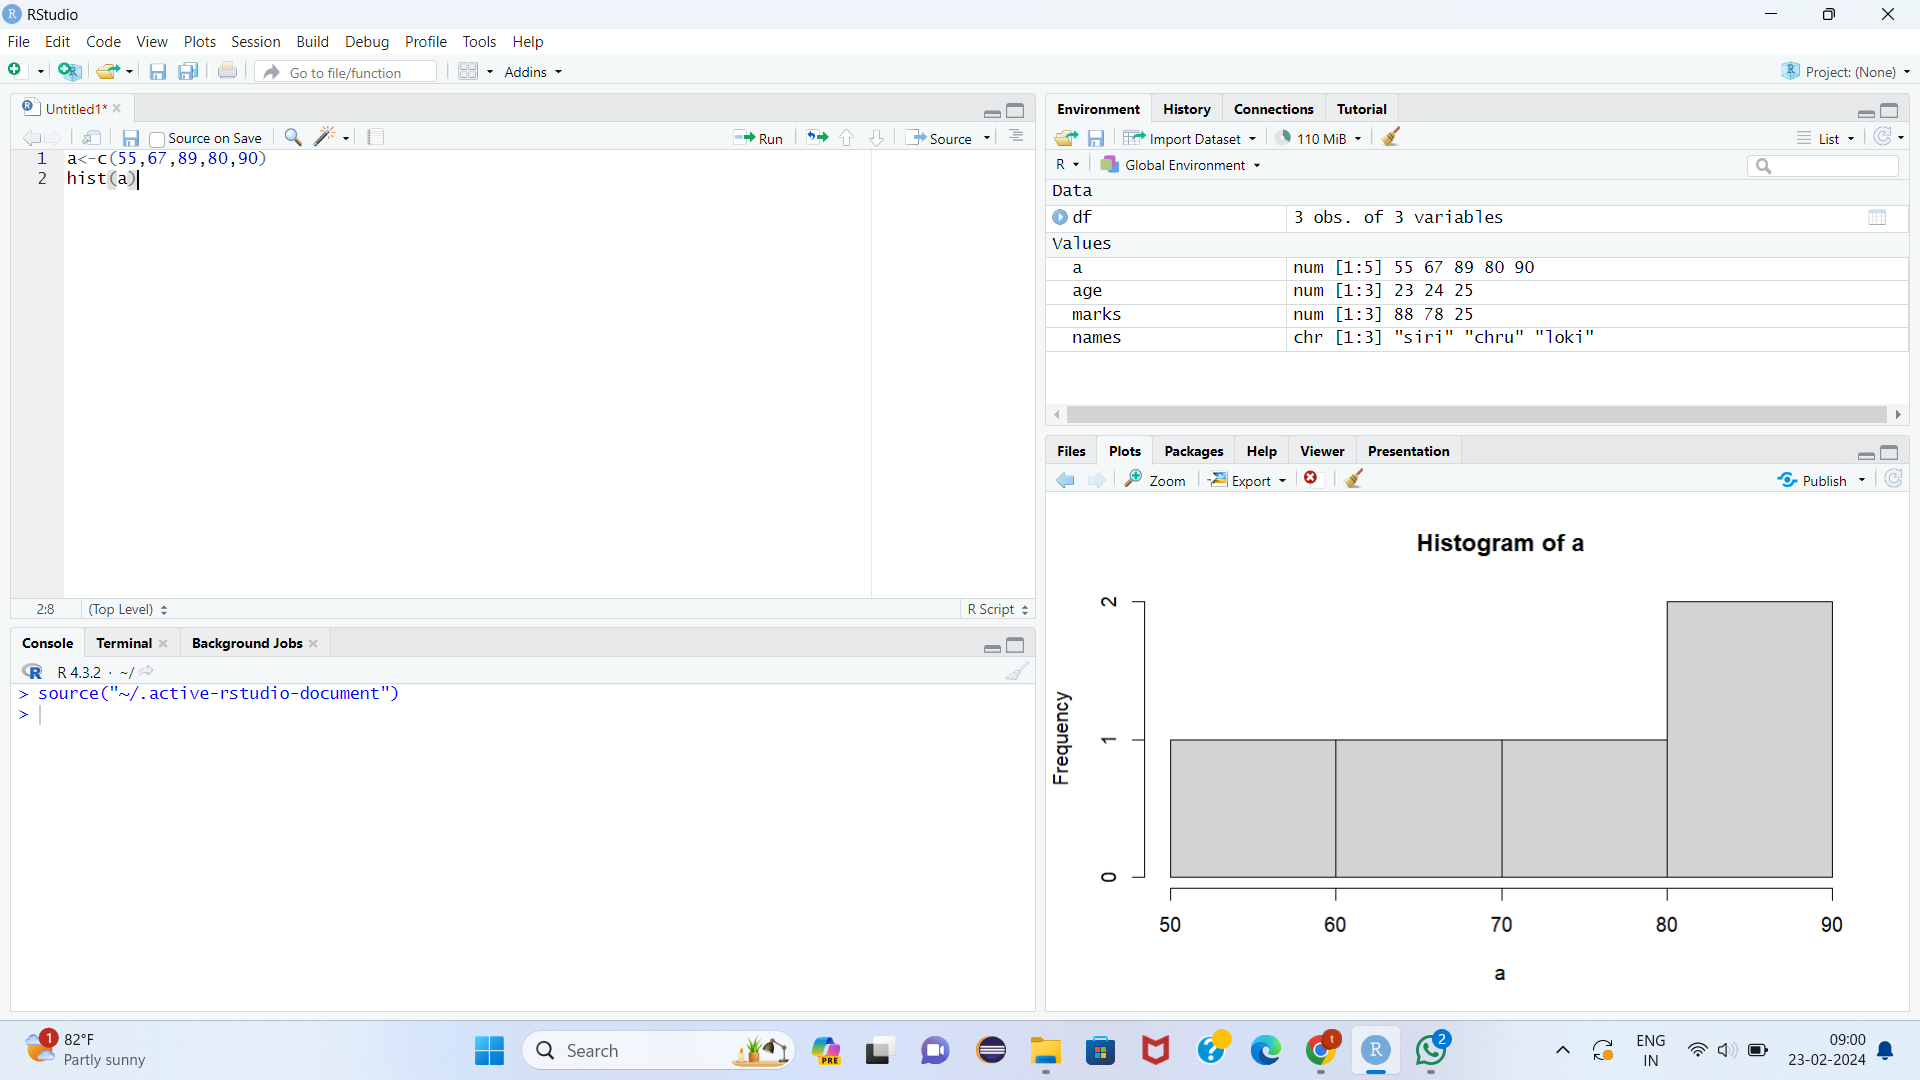 RStudio
File Edit Code View Plots Session Build Debug Profile Tools Help
Go to file/function Addins Project: (None)
Untitled1*
Source on Save Run Source
1 a<-c(55,67,89,80,90)
2 hist(a)
2:8 (Top Level) R Script
Console Terminal Background Jobs
R 4.3.2 · ~/
> source("~/.active-rstudio-document")
>
Environment History Connections Tutorial
Import Dataset 110 MiB List
R Global Environment
Data
df 3 obs. of 3 variables
Values
a num [1:5] 55 67 89 80 90
age num [1:3] 23 24 25
marks num [1:3] 88 78 25
names chr [1:3] "siri" "chru" "loki"
Files Plots Packages Help Viewer Presentation
Zoom Export Publish
Histogram of a
Frequency
2
1
0
50 60 70 80 90
a
1 82°F
Partly sunny
Search
PRE
t
R
2
ENG
IN
09:00
23-02-2024